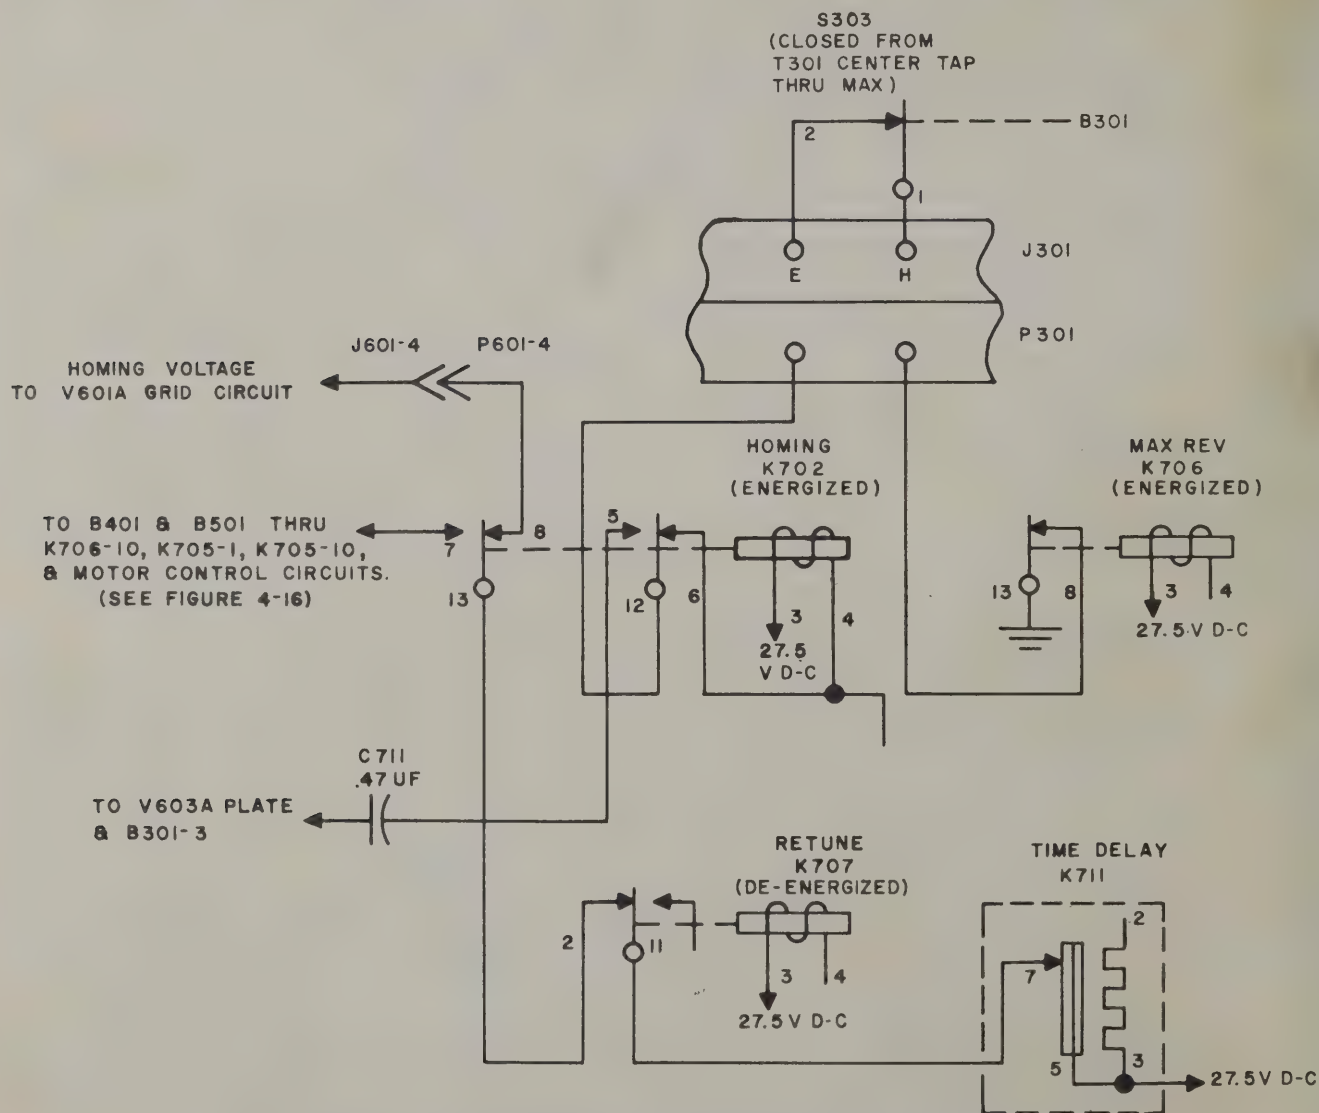 S303
(CLOSED FROM
T301 CENTER TAP
THRU MAX)
2
B301
1
J301
E
H
P301
J601-4
P601-4
HOMING VOLTAGE
TO V601A GRID CIRCUIT
HOMING
K702
(ENERGIZED)
MAX REV
K706
(ENERGIZED)
TO B401 & B501 THRU
K706-10, K705-1, K705-10,
& MOTOR CONTROL CIRCUITS.
(SEE FIGURE 4-16)
7
8
13
5
12
6
3
4
27.5
V D-C
13
8
3
4
27.5 V D-C
C711
.47UF
TO V603A PLATE
& B301-3
RETUNE
K707
(DE-ENERGIZED)
2
11
3
4
27.5 V D-C
TIME DELAY
K711
2
7
5
3
27.5V D-C